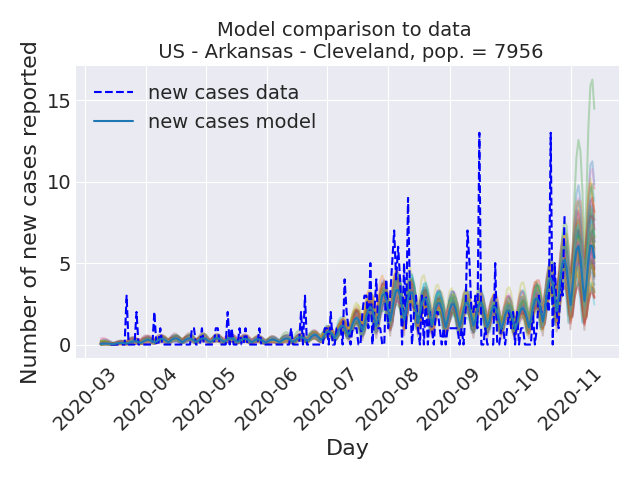 Model comparison to data
US - Arkansas - Cleveland, pop. = 7956
Number of new cases reported
15
10
5
0
new cases data
new cases model
2020-03
2020-04
2020-05
2020-06
2020-07
2020-08
2020-09
2020-10
2020-11
Day